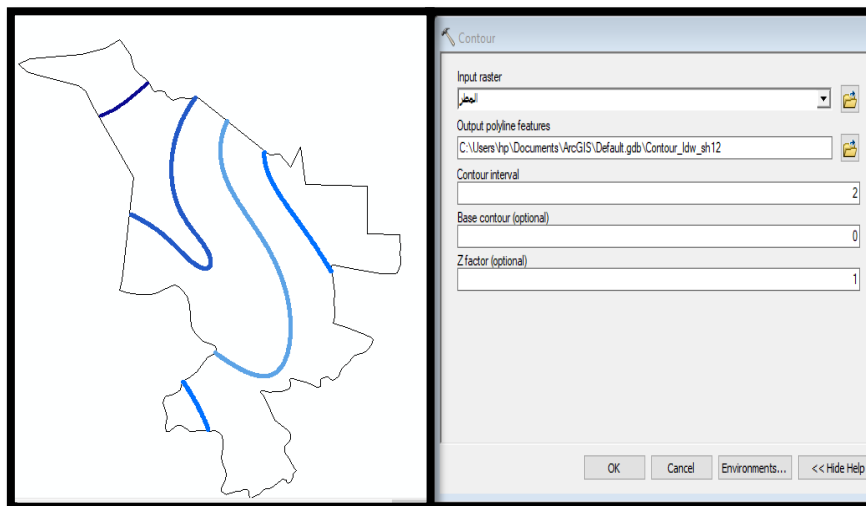 Contour
Input raster
المطر
Output polyline features
C:\Users\hp\Documents\ArcGIS\Default.gdb\Contour_Idw_sh12
Contour interval
2
Base contour (optional)
0
Z factor (optional)
1
OK Cancel Environments... << Hide Help